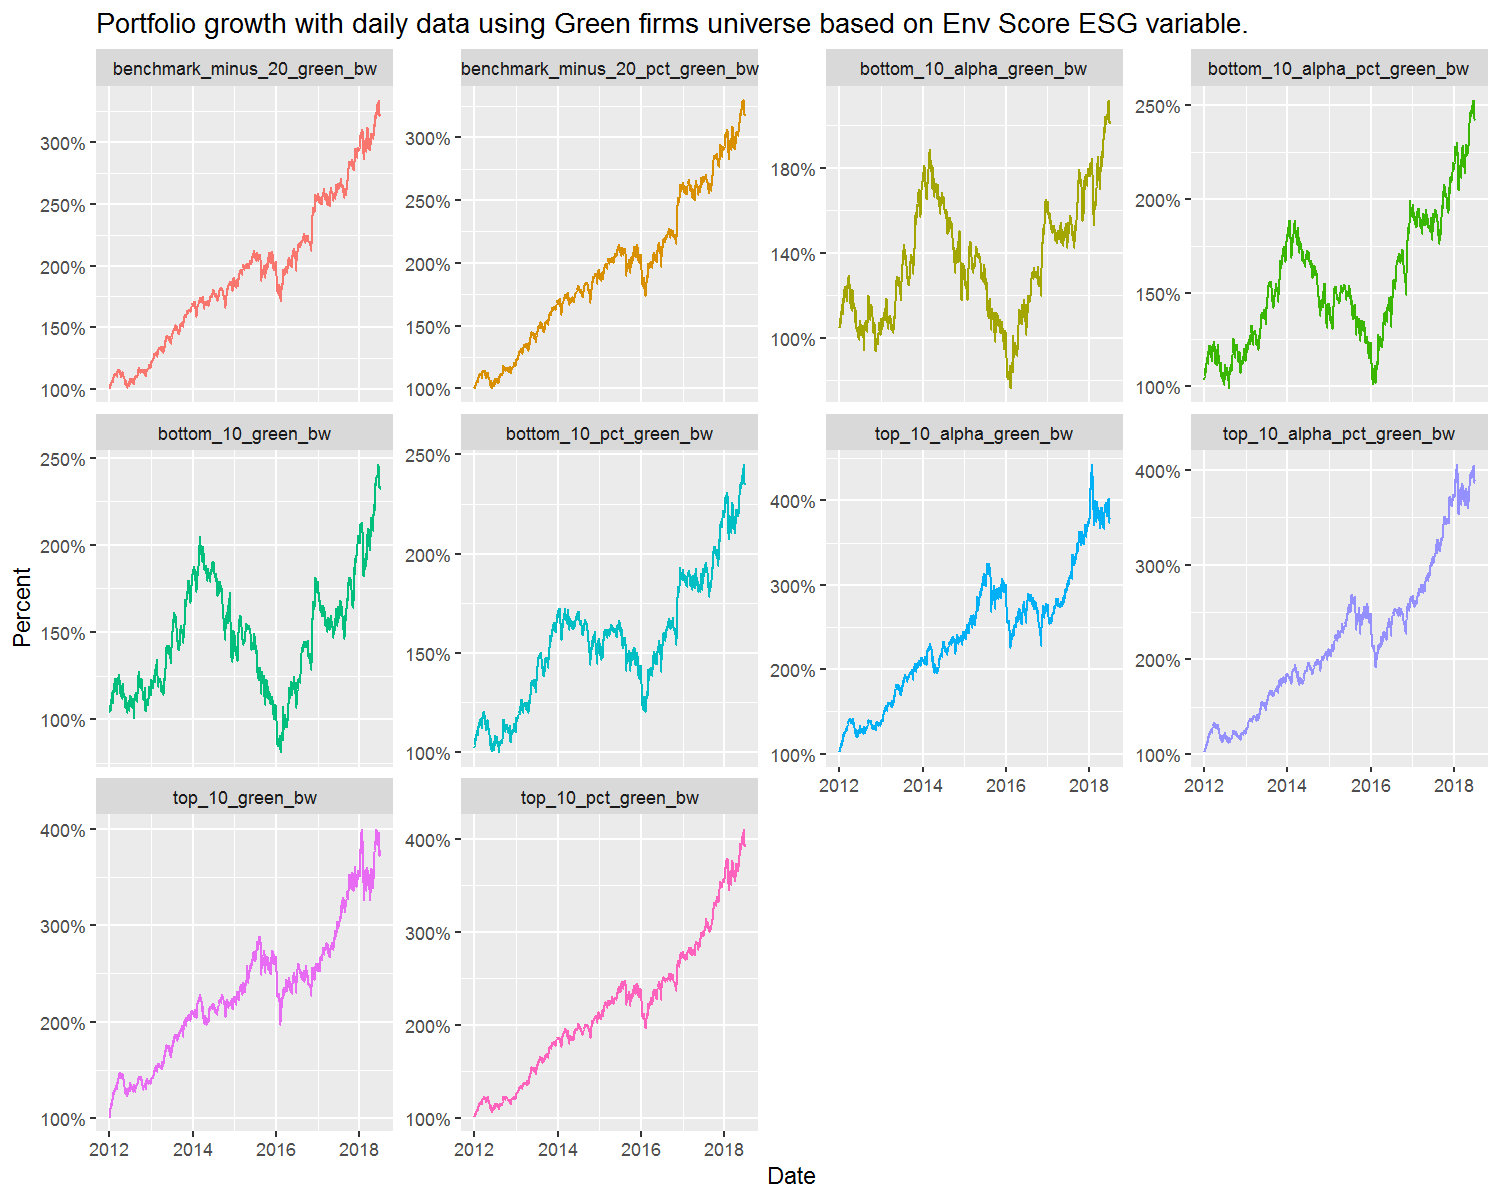 Portfolio growth with daily data using Green firms universe based on Env Score ESG variable.
benchmark_minus_20_green_bw
benchmark_minus_20_pct_green_bw
bottom_10_alpha_green_bw
bottom_10_alpha_pct_green_bw
300%
250%
200%
150%
100%
300%
250%
200%
150%
100%
180%
140%
100%
250%
200%
150%
100%
bottom_10_green_bw
bottom_10_pct_green_bw
top_10_alpha_green_bw
top_10_alpha_pct_green_bw
250%
200%
150%
100%
250%
200%
150%
100%
400%
300%
200%
100%
400%
300%
200%
100%
2012 2014 2016 2018
2012 2014 2016 2018
top_10_green_bw
top_10_pct_green_bw
400%
300%
200%
100%
400%
300%
200%
100%
2012 2014 2016 2018
2012 2014 2016 2018
Percent
Date